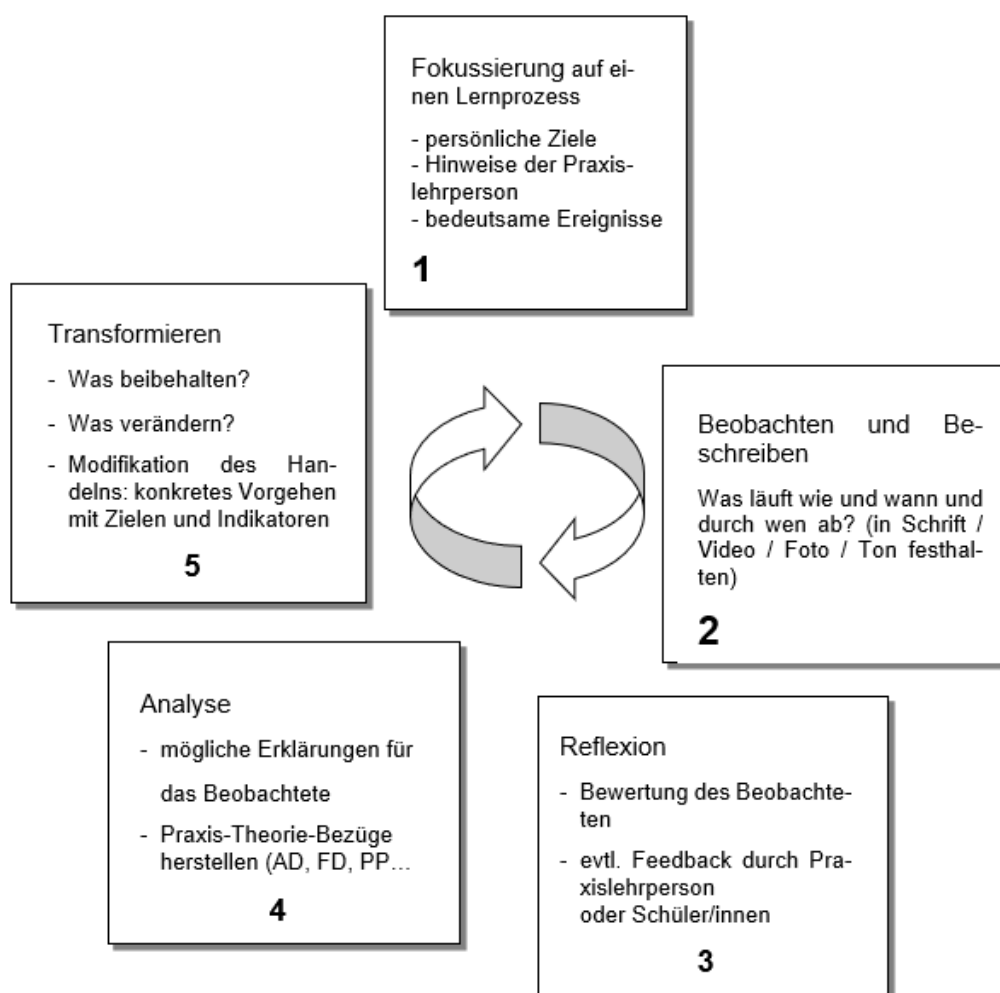 Fokussierung auf ei-
nen Lernprozess
- persönliche Ziele
- Hinweise der Praxis-
lehrperson
- bedeutsame Ereignisse
1
Beobachten und Be-
schreiben
Was läuft wie und wann und
durch wen ab? (in Schrift /
Video / Foto / Ton festhal-
ten)
2
Reflexion
- Bewertung des Beobachte-
ten
- evtl. Feedback durch Pra-
xislehrperson
oder Schüler/innen
3
Analyse
- mögliche Erklärungen für
das Beobachtete
- Praxis-Theorie-Bezüge
herstellen (AD, FD, PP…
4
Transformieren
- Was beibehalten?
- Was verändern?
- Modifikation des Han-
delns: konkretes Vorgehen
mit Zielen und Indikatoren
5